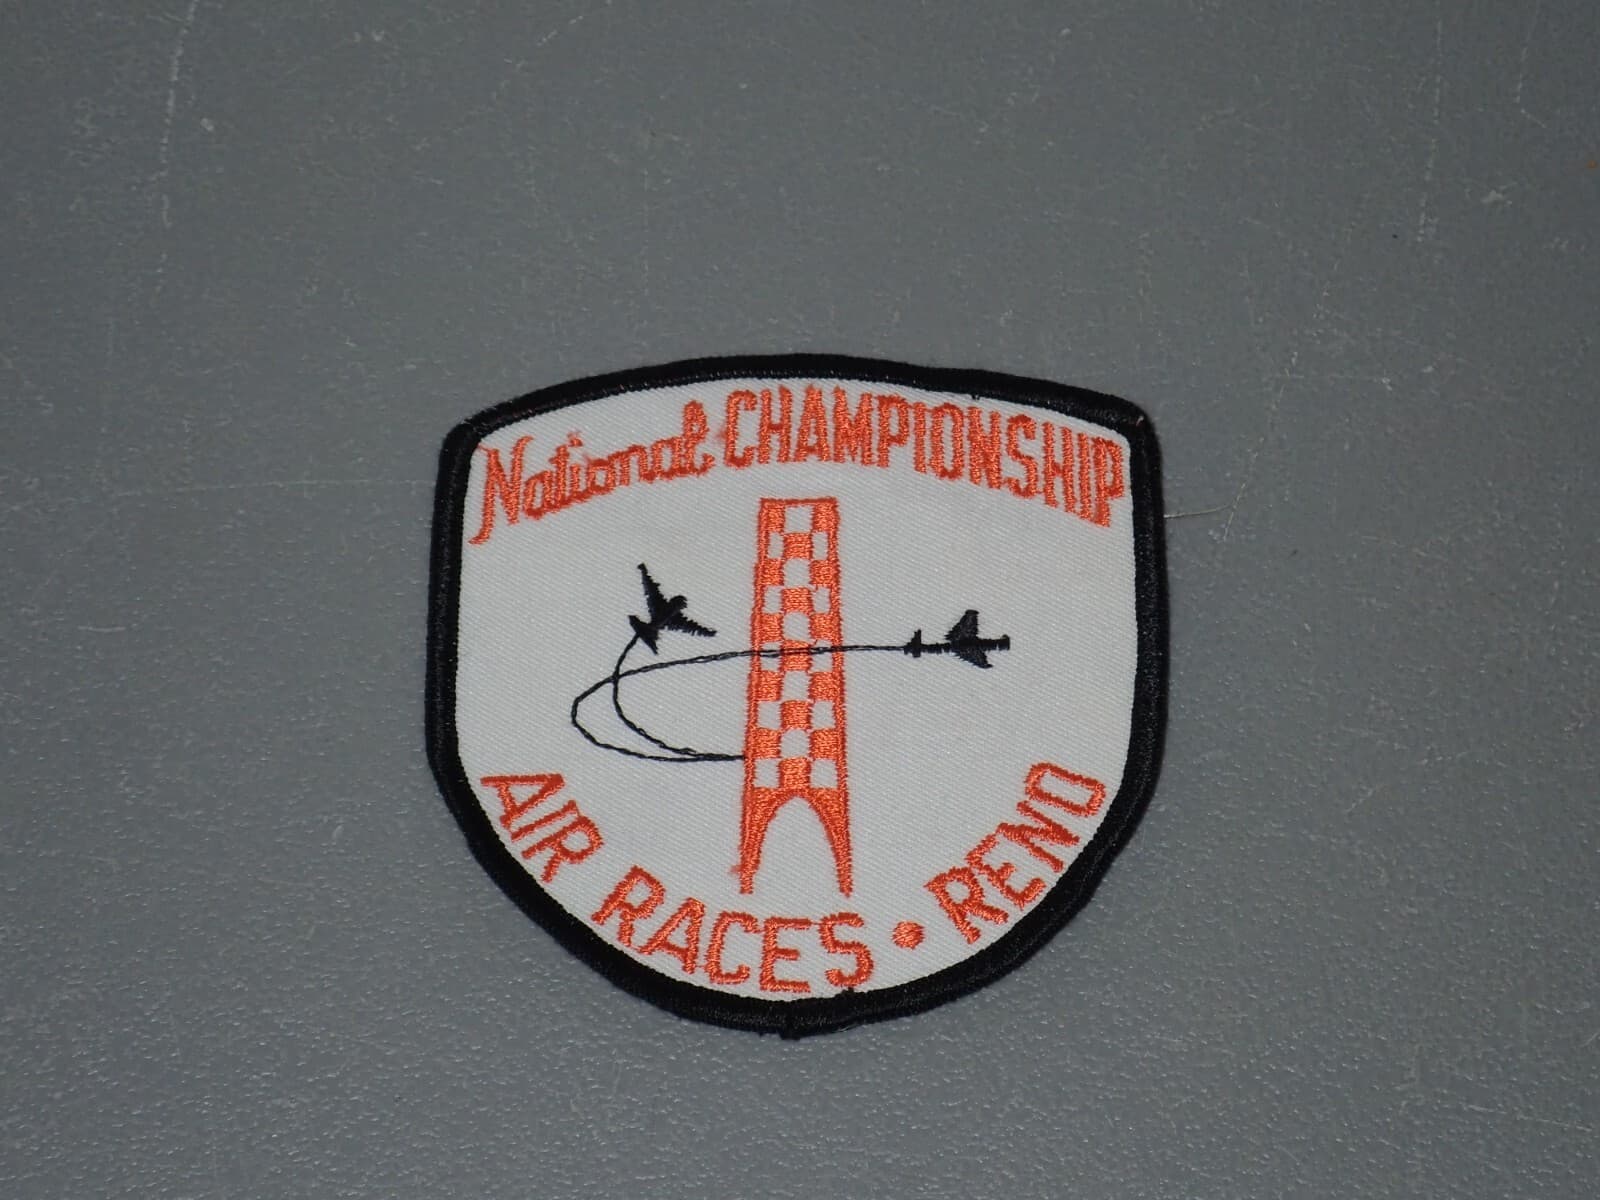 National CHAMPIONSHIP
AIR RACES • RENO